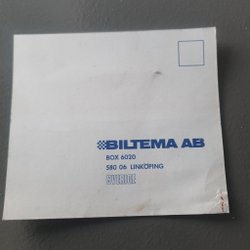 BILTEMA AB
BOX 6020
580 06 LINKÖPING
SVERIGE